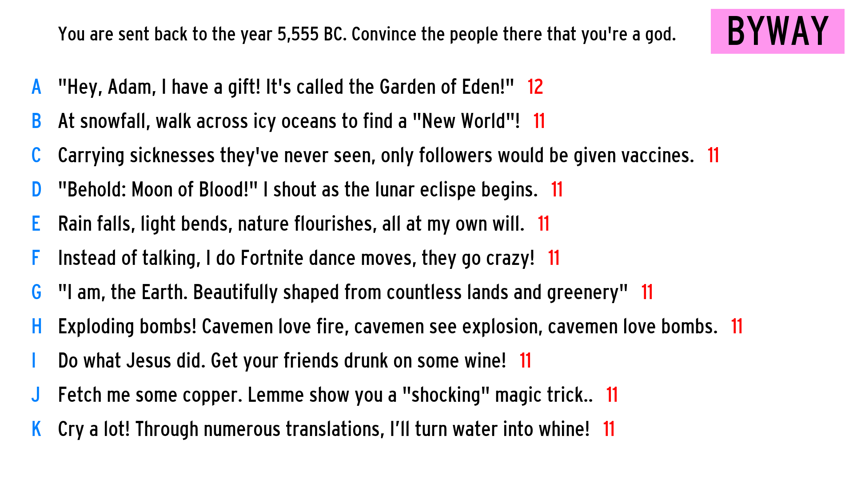 You are sent back to the year 5,555 BC. Convince the people there that you're a god.
BYWAY
A "Hey, Adam, I have a gift! It's called the Garden of Eden!" 12
B At snowfall, walk across icy oceans to find a "New World"! 11
C Carrying sicknesses they've never seen, only followers would be given vaccines. 11
D "Behold: Moon of Blood!" I shout as the lunar eclispe begins. 11
E Rain falls, light bends, nature flourishes, all at my own will. 11
F Instead of talking, I do Fortnite dance moves, they go crazy! 11
G "I am, the Earth. Beautifully shaped from countless lands and greenery" 11
H Exploding bombs! Cavemen love fire, cavemen see explosion, cavemen love bombs. 11
I Do what Jesus did. Get your friends drunk on some wine! 11
J Fetch me some copper. Lemme show you a "shocking" magic trick.. 11
K Cry a lot! Through numerous translations, I’ll turn water into whine! 11